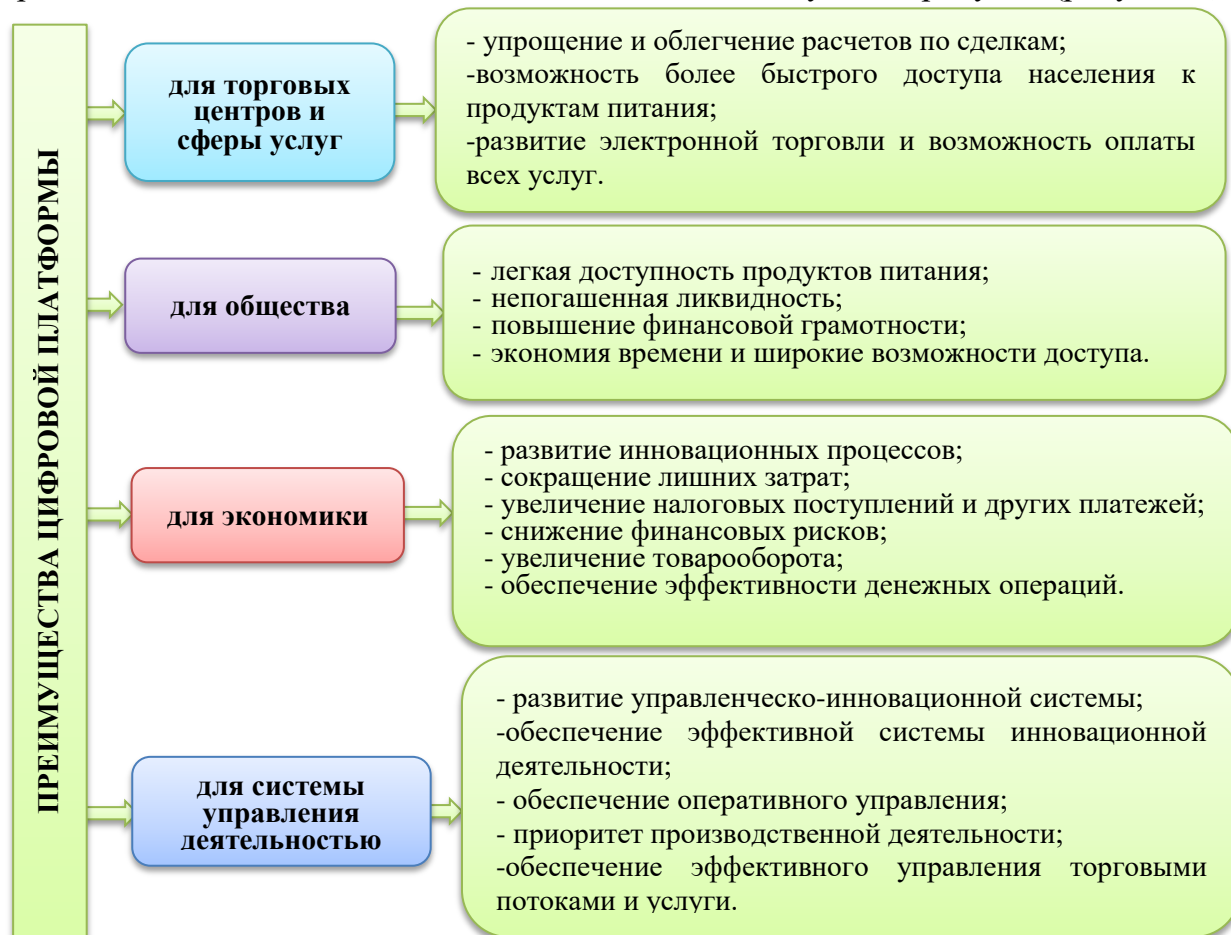 ПРЕИМУЩЕСТВА ЦИФРОВОЙ ПЛАТФОРМЫ
для торговых
центров и
сферы услуг
- упрощение и облегчение расчетов по сделкам;
-возможность более быстрого доступа населения к
продуктам питания;
-развитие электронной торговли и возможность оплаты
всех услуг.
для общества
- легкая доступность продуктов питания;
- непогашенная ликвидность;
- повышение финансовой грамотности;
- экономия времени и широкие возможности доступа.
для экономики
- развитие инновационных процессов;
- сокращение лишних затрат;
- увеличение налоговых поступлений и других платежей;
- снижение финансовых рисков;
- увеличение товарооборота;
- обеспечение эффективности денежных операций.
для системы
управления
деятельностью
- развитие управленческо-инновационной системы;
-обеспечение эффективной системы инновационной
деятельности;
- обеспечение оперативного управления;
- приоритет производственной деятельности;
-обеспечение эффективного управления торговыми
потоками и услуги.